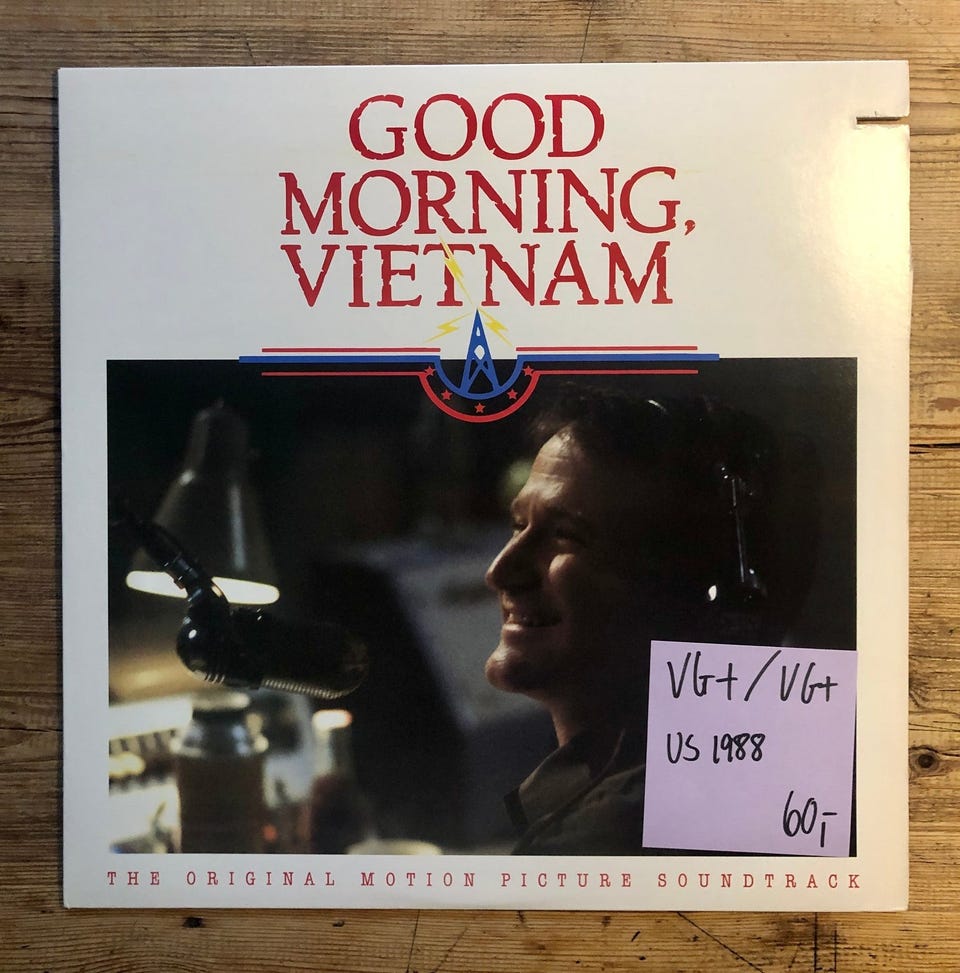 GOOD
MORNING,
VIETNAM
VG+/VG+
US 1988
60,-
THE ORIGINAL MOTION PICTURE SOUNDTRACK